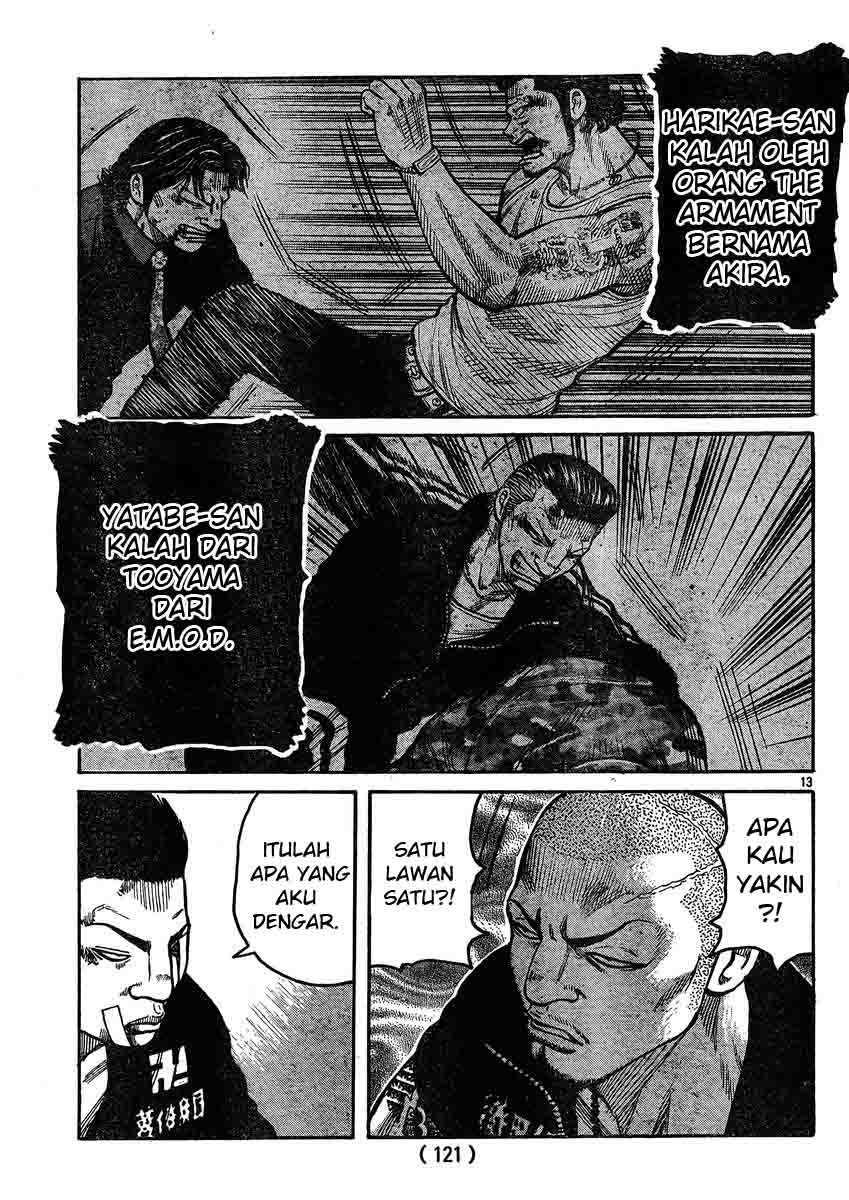 HARIKAE-SAN
KALAH OLEH
ORANG THE
ARMAMENT
BERNAMA
AKIRA.
YATABE-SAN
KALAH DARI
TOOYAMA
DARI
E.M.O.D.
13
APA
KAU
YAKIN
?!
SATU
LAWAN
SATU?!
ITULAH
APA YANG
AKU
DENGAR.
( 121 )